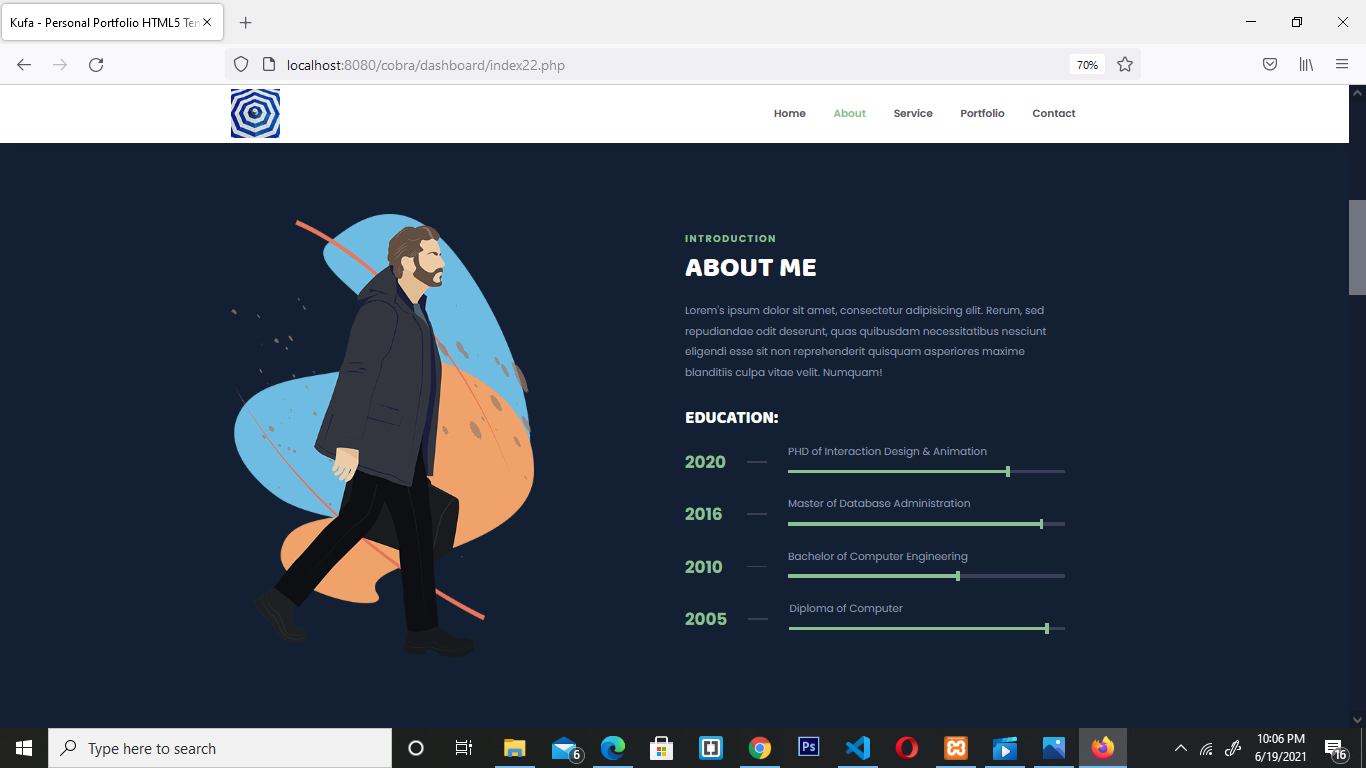 Kufa - Personal Portfolio HTML5 Ten
localhost:8080/cobra/dashboard/index22.php
70%
Home About Service Portfolio Contact
INTRODUCTION
ABOUT ME
Lorem's ipsum dolor sit amet, consectetur adipisicing elit. Rerum, sed
repudiandae odit deserunt, quas quibusdam necessitatibus nesciunt
eligendi esse sit non reprehenderit quisquam asperiores maxime
blanditiis culpa vitae velit. Numquam!
EDUCATION:
2020 PHD of Interaction Design & Animation
2016 Master of Database Administration
2010 Bachelor of Computer Engineering
2005 Diploma of Computer
Type here to search
6
Ps
10:06 PM
6/19/2021
16